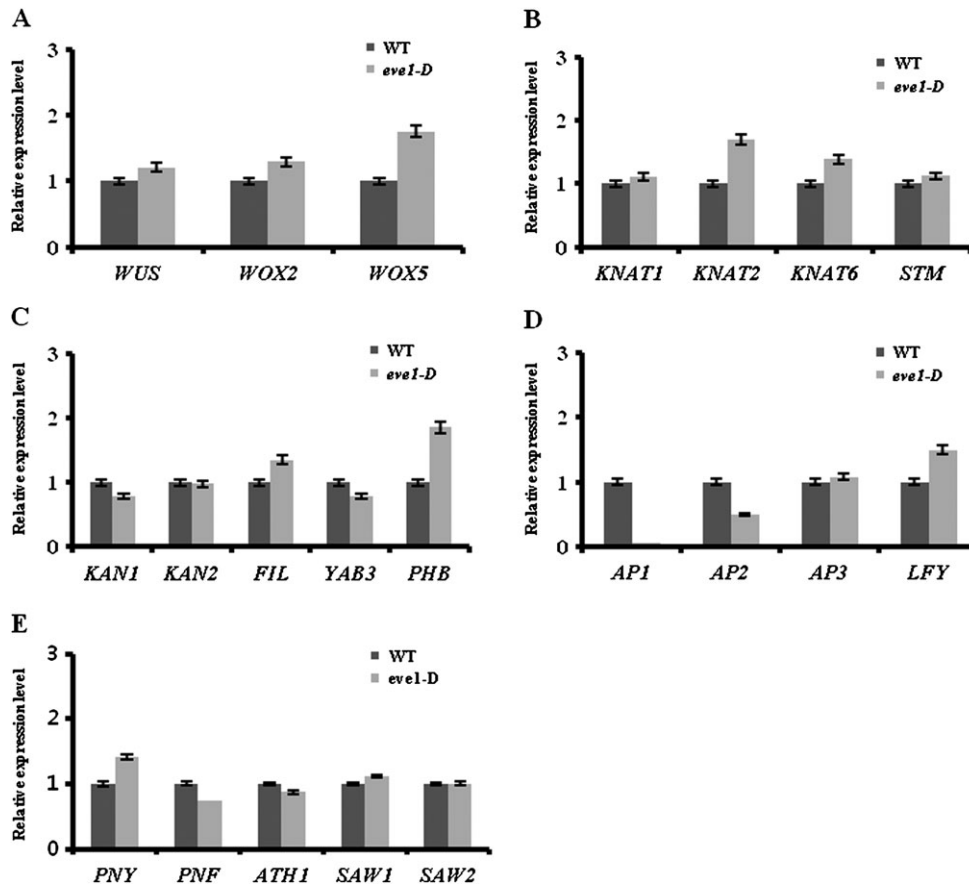 A
Relative expression level
3
2
1
0
WT
eve1-D
WUS WOX2 WOX5
B
Relative expression level
3
2
1
0
WT
eve1-D
KNAT1 KNAT2 KNAT6 STM
C
Relative expression level
3
2
1
0
WT
eve1-D
KAN1 KAN2 FIL YAB3 PHB
D
Relative expression level
3
2
1
0
WT
eve1-D
AP1 AP2 AP3 LFY
E
Relative expression level
3
2
1
0
WT
eve1-D
PNY PNF ATH1 SAW1 SAW2